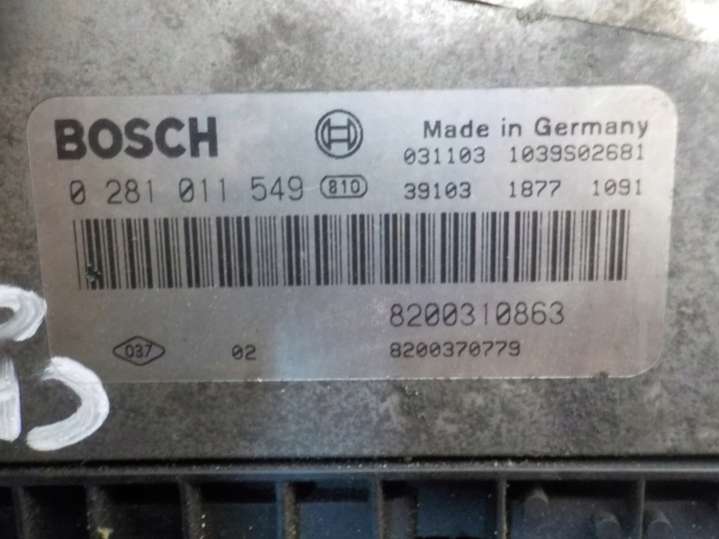 BOSCH
Made in Germany
031103 1039S02681
0 281 011 549 810 39103 1877 1091
8200310863
037 02 8200370779